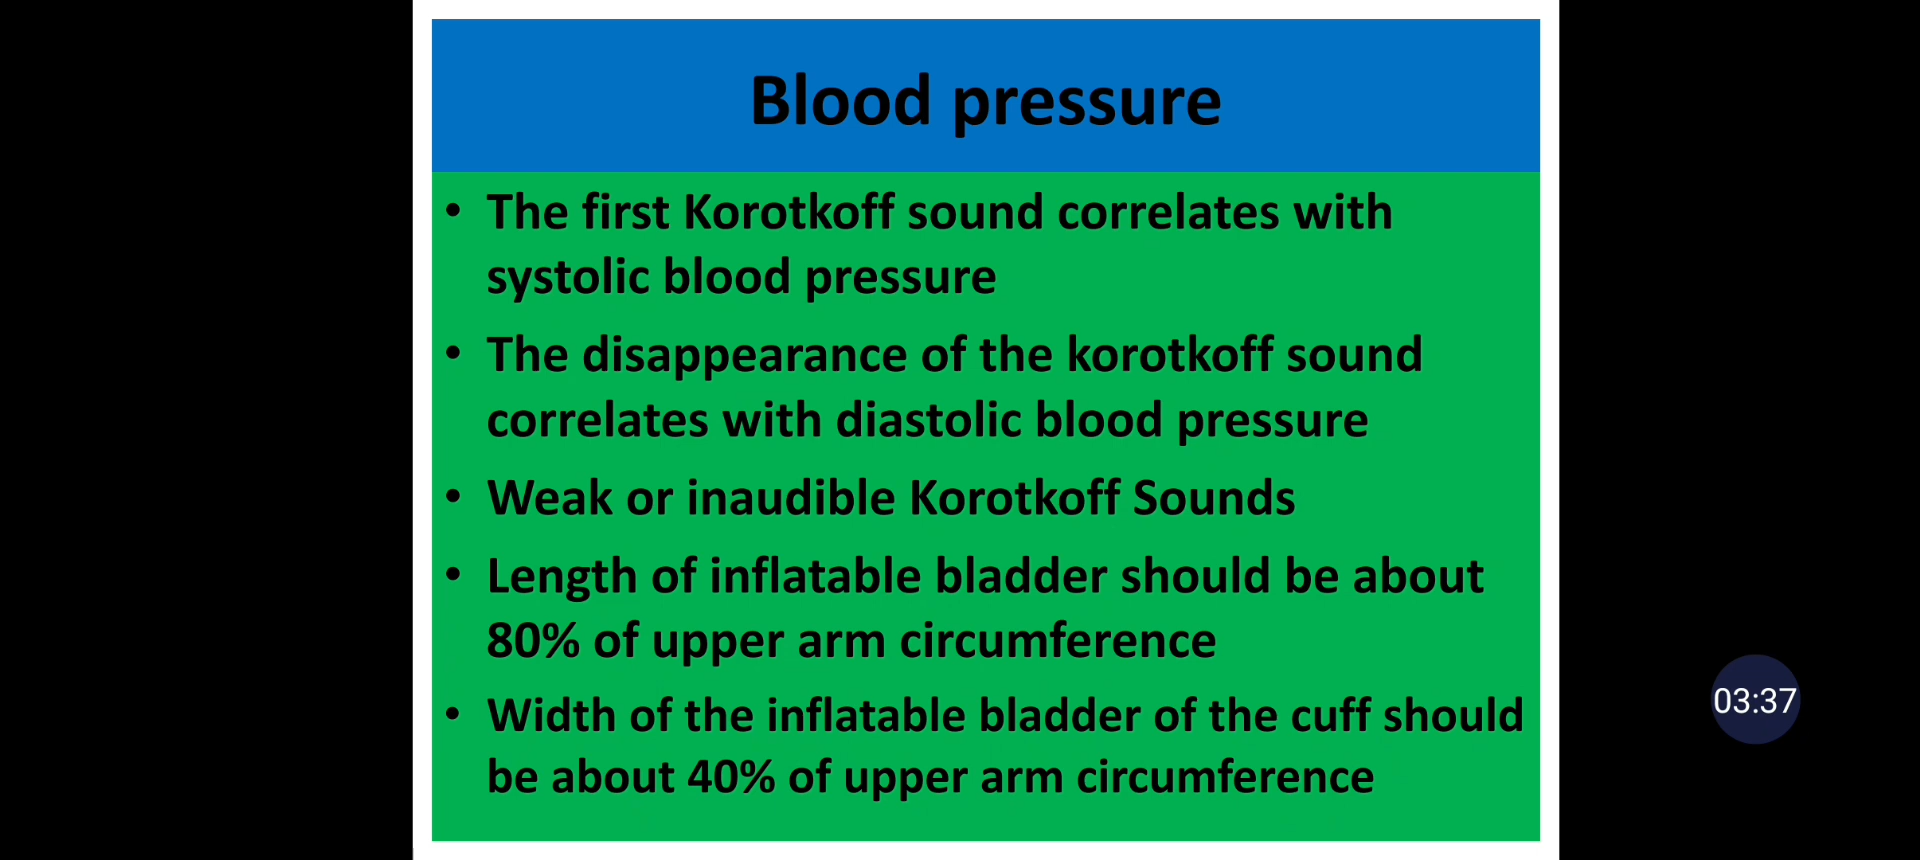 Blood pressure
• The first Korotkoff sound correlates with
systolic blood pressure
• The disappearance of the korotkoff sound
correlates with diastolic blood pressure
• Weak or inaudible Korotkoff Sounds
• Length of inflatable bladder should be about
80% of upper arm circumference
• Width of the inflatable bladder of the cuff should
be about 40% of upper arm circumference
03:37